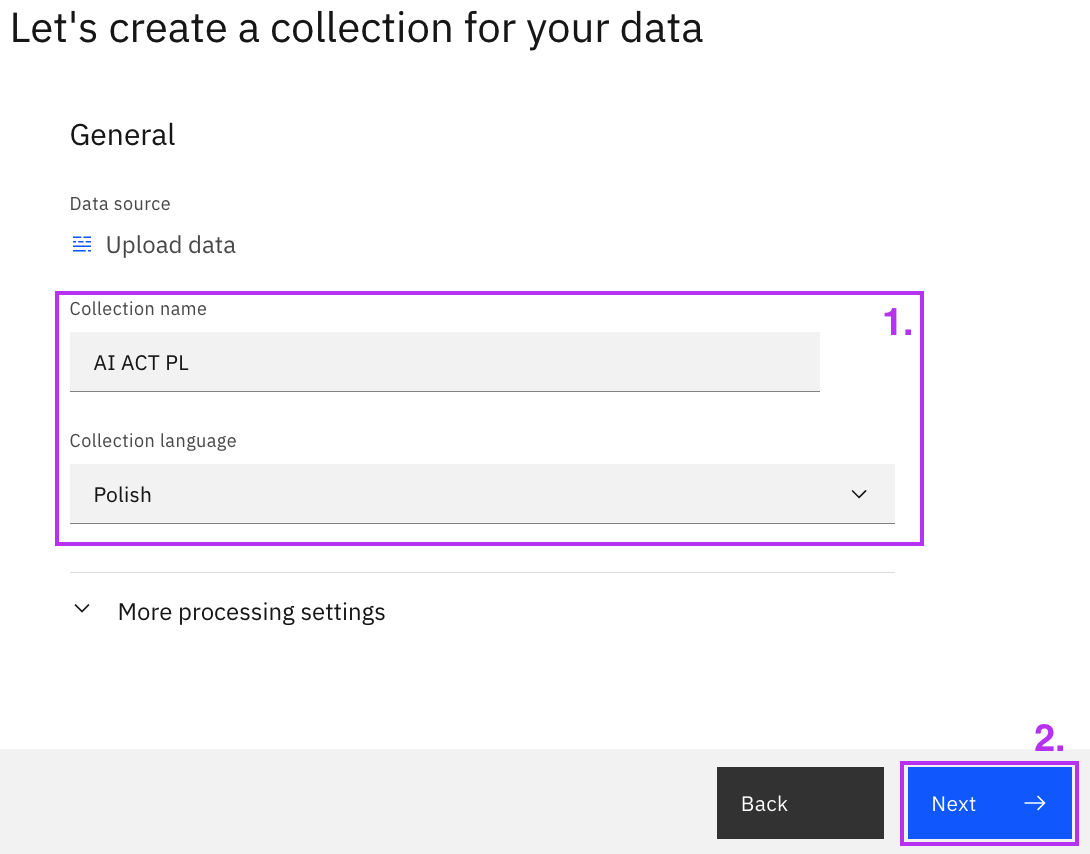 Let's create a collection for your data
General
Data source
Upload data
Collection name
1.
AI ACT PL
Collection language
Polish
More processing settings
2.
Back
Next